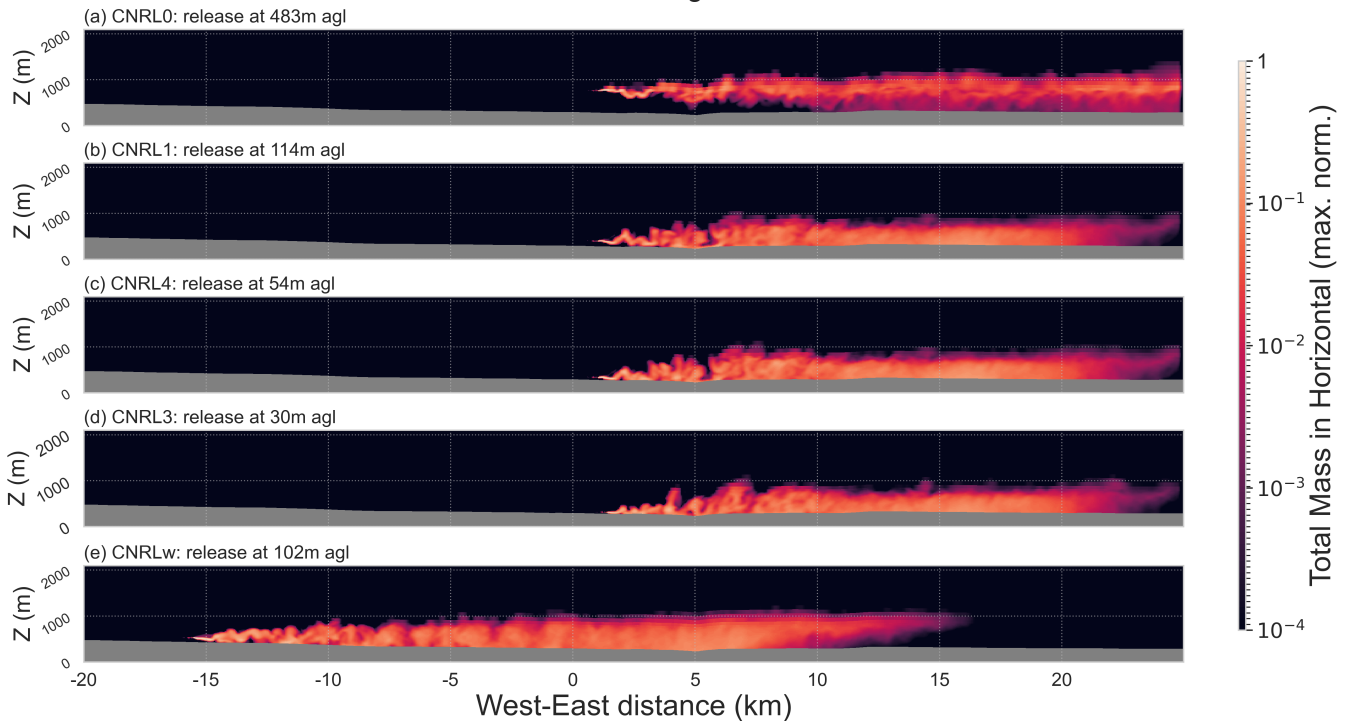 (a) CNRL0: release at 483m agl
Z (m)
2000
1000
0
(b) CNRL1: release at 114m agl
Z (m)
2000
1000
0
(c) CNRL4: release at 54m agl
Z (m)
2000
1000
0
(d) CNRL3: release at 30m agl
Z (m)
2000
1000
0
(e) CNRLw: release at 102m agl
Z (m)
2000
1000
0
-20 -15 -10 -5 0 5 10 15 20
West-East distance (km)
1
10⁻¹
10⁻²
10⁻³
10⁻⁴
Total Mass in Horizontal (max. norm.)